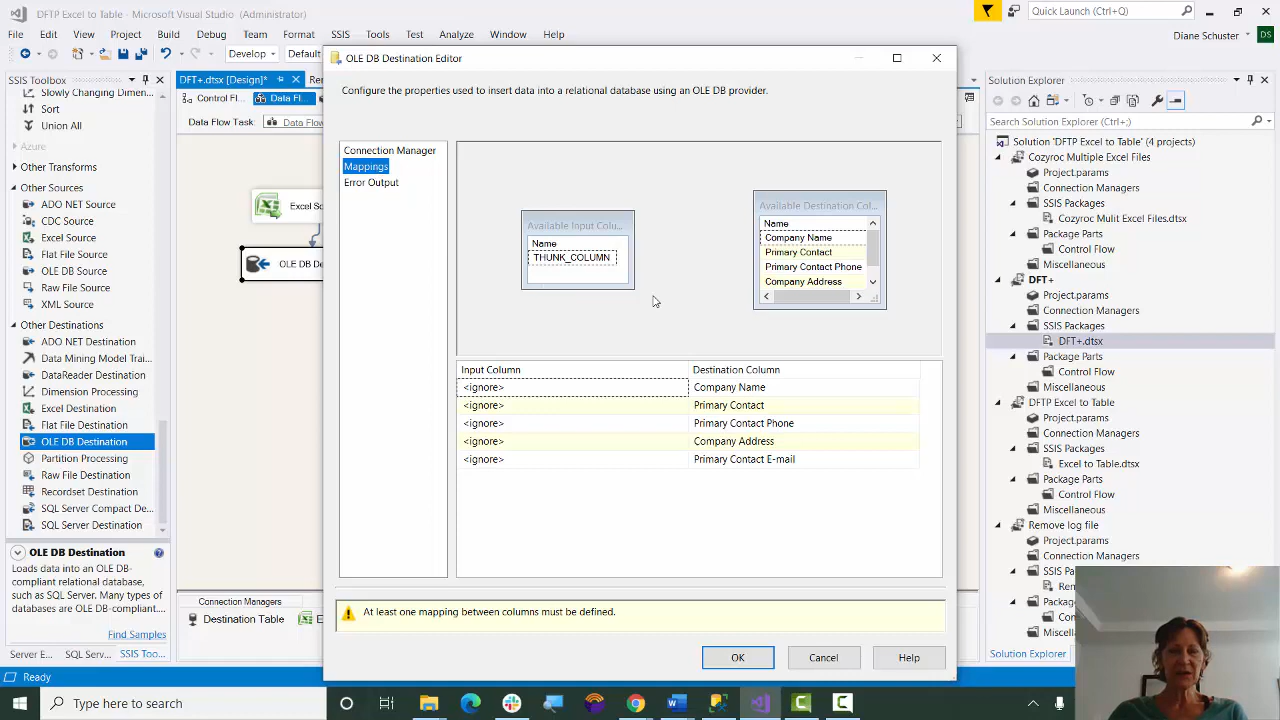 DFTP Excel to Table - Microsoft Visual Studio (Administrator)
Quick Launch (Ctrl+Q)
File Edit View Project Build Debug Team Format SSIS Tools Test Analyze Window Help
Diane Schuster DS
Develop Default
SSIS Toolbox
Slowly Changing Dimen...
Sort
Union All
Azure
Other Transforms
Other Sources
ADO NET Source
CDC Source
Excel Source
Flat File Source
OLE DB Source
Raw File Source
XML Source
Other Destinations
ADO NET Destination
Data Mining Model Trai...
DataReader Destination
Dimension Processing
Excel Destination
Flat File Destination
OLE DB Destination
Partition Processing
Raw File Destination
Recordset Destination
SQL Server Compact De...
SQL Server Destination
OLE DB Destination
Loads data into an OLE DB-
compliant relational database,
such as SQL Server. Many types of
databases are OLE DB-compliant...
Find Samples
Server E... SQL Serv... SSIS Too...
DFT+.dtsx [Design]*
Control Fl...
Data Fl...
Data Flow Task:
Data Flow
Excel So
OLE DB De
Connection Managers
Destination Table
OLE DB Destination Editor
Configure the properties used to insert data into a relational database using an OLE DB provider.
Connection Manager
Mappings
Error Output
Available Input Colu...
Name
THUNK_COLUMN
Available Destination Col...
Name
Company Name
Primary Contact
Primary Contact Phone
Company Address
Input Column Destination Column
<ignore> Company Name
<ignore> Primary Contact
<ignore> Primary Contact Phone
<ignore> Company Address
<ignore> Primary Contact E-mail
At least one mapping between columns must be defined.
OK Cancel Help
Solution Explorer
Search Solution Explorer (Ctrl+;)
Solution 'DFTP Excel to Table' (4 projects)
Cozyroc Multiple Excel Files
Project.params
Connection Managers
SSIS Packages
Cozyroc Mulit Excel Files.dtsx
Package Parts
Control Flow
Miscellaneous
DFT+
Project.params
Connection Managers
SSIS Packages
DFT+.dtsx
Package Parts
Control Flow
Miscellaneous
DFTP Excel to Table
Project.params
Connection Managers
SSIS Packages
Excel to Table.dtsx
Package Parts
Control Flow
Miscellaneous
Remove log file
Project.params
Connection Managers
Solution Explorer
Ready
Type here to search